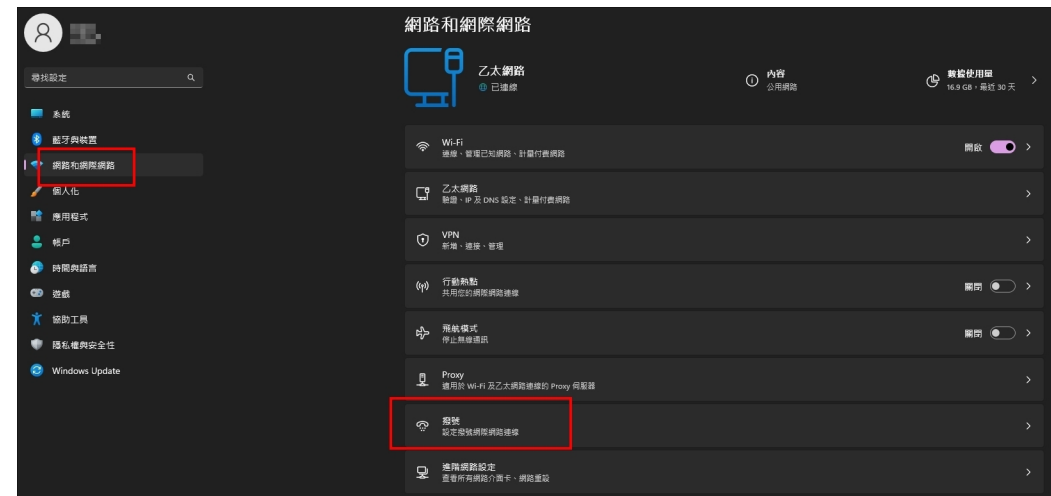 網路和網際網路
乙太網路
已連線
內容
公用網路
數據使用量
16.9 GB，最近 30 天
尋找設定
系統
藍牙與裝置
網路和網際網路
個人化
應用程式
帳戶
時間與語言
遊戲
協助工具
隱私權與安全性
Windows Update
Wi-Fi
連線、管理已知網路、計量付費網路
開啟
乙太網路
驗證、IP 及 DNS 設定、計量付費網路
VPN
新增、連接、管理
行動熱點
共用您的網際網路連線
關閉
飛航模式
停止無線通訊
關閉
Proxy
適用於 Wi-Fi 及乙太網路連線的 Proxy 伺服器
撥號
設定撥號網際網路連線
進階網路設定
查看所有網路介面卡、網路重設